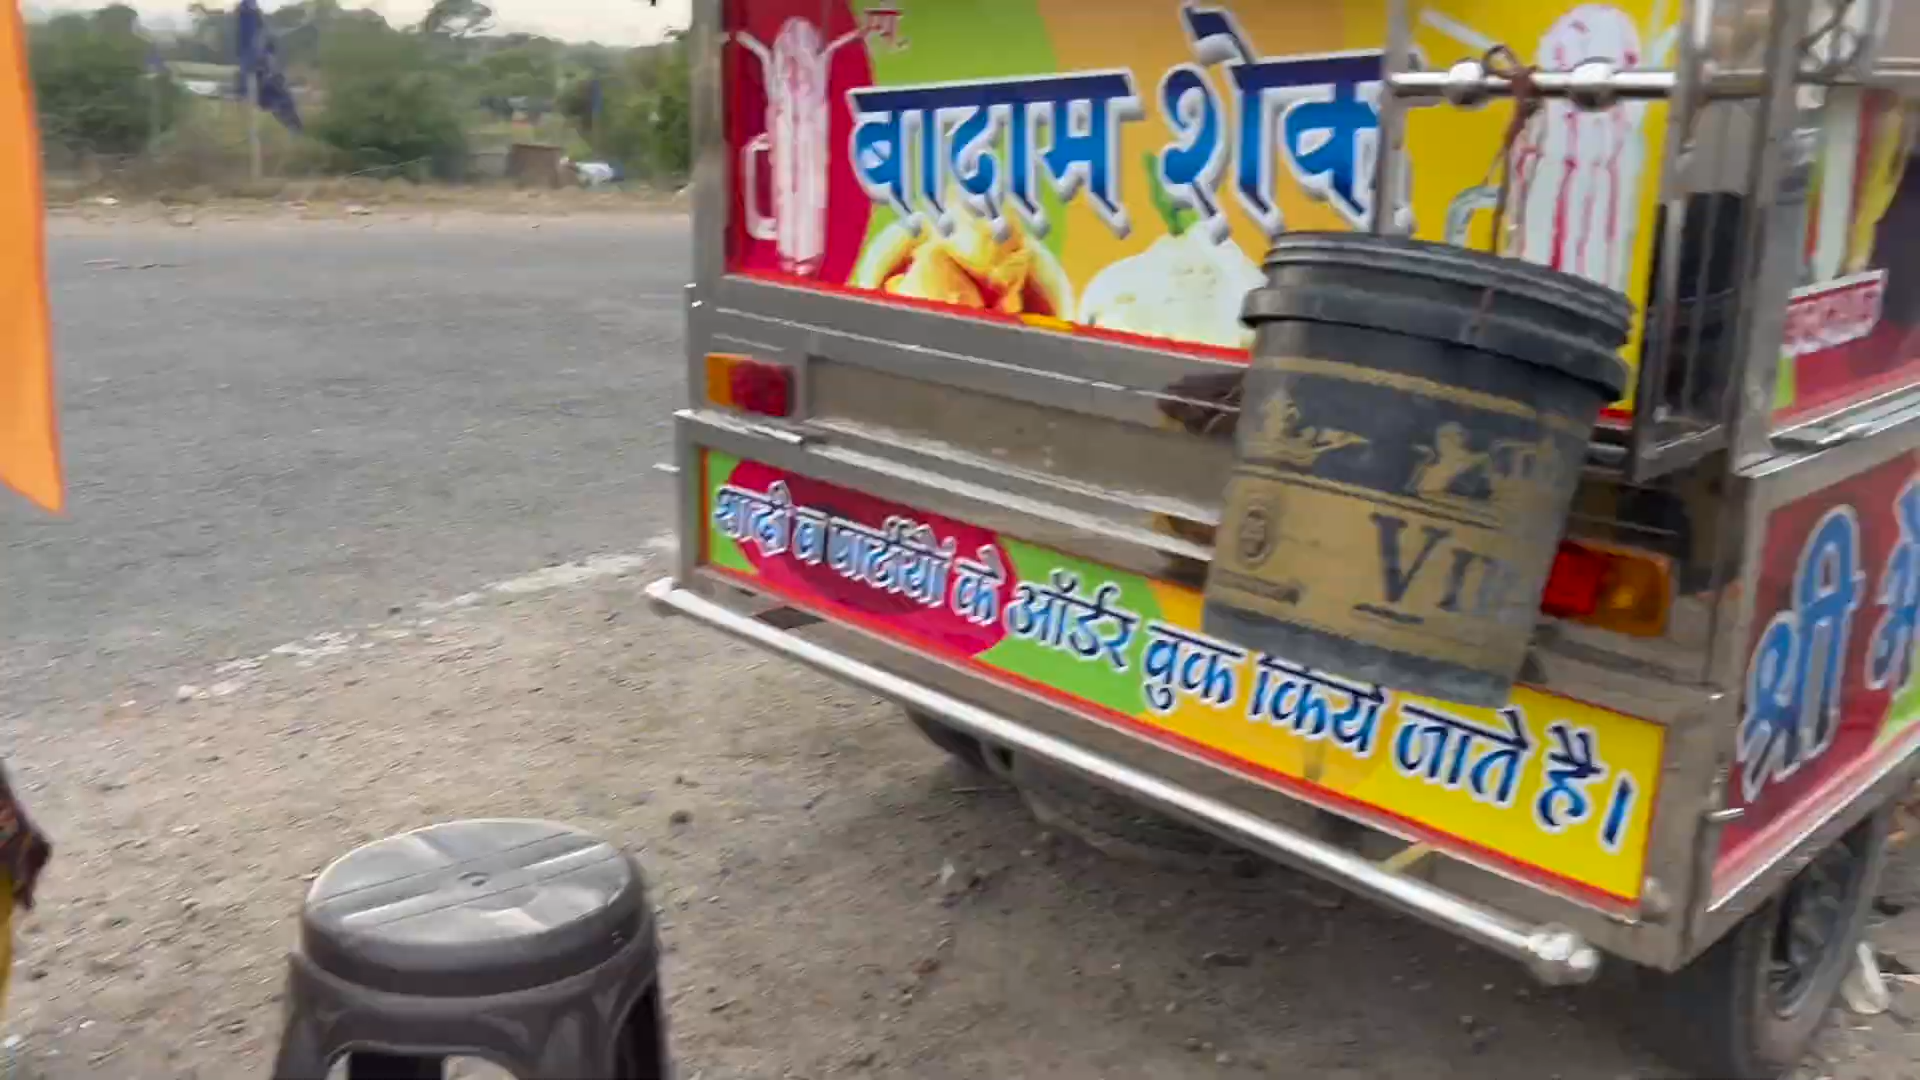 बादाम शेक
शादी व पार्टीयों के ऑर्डर बुक किये जाते है।
श्री